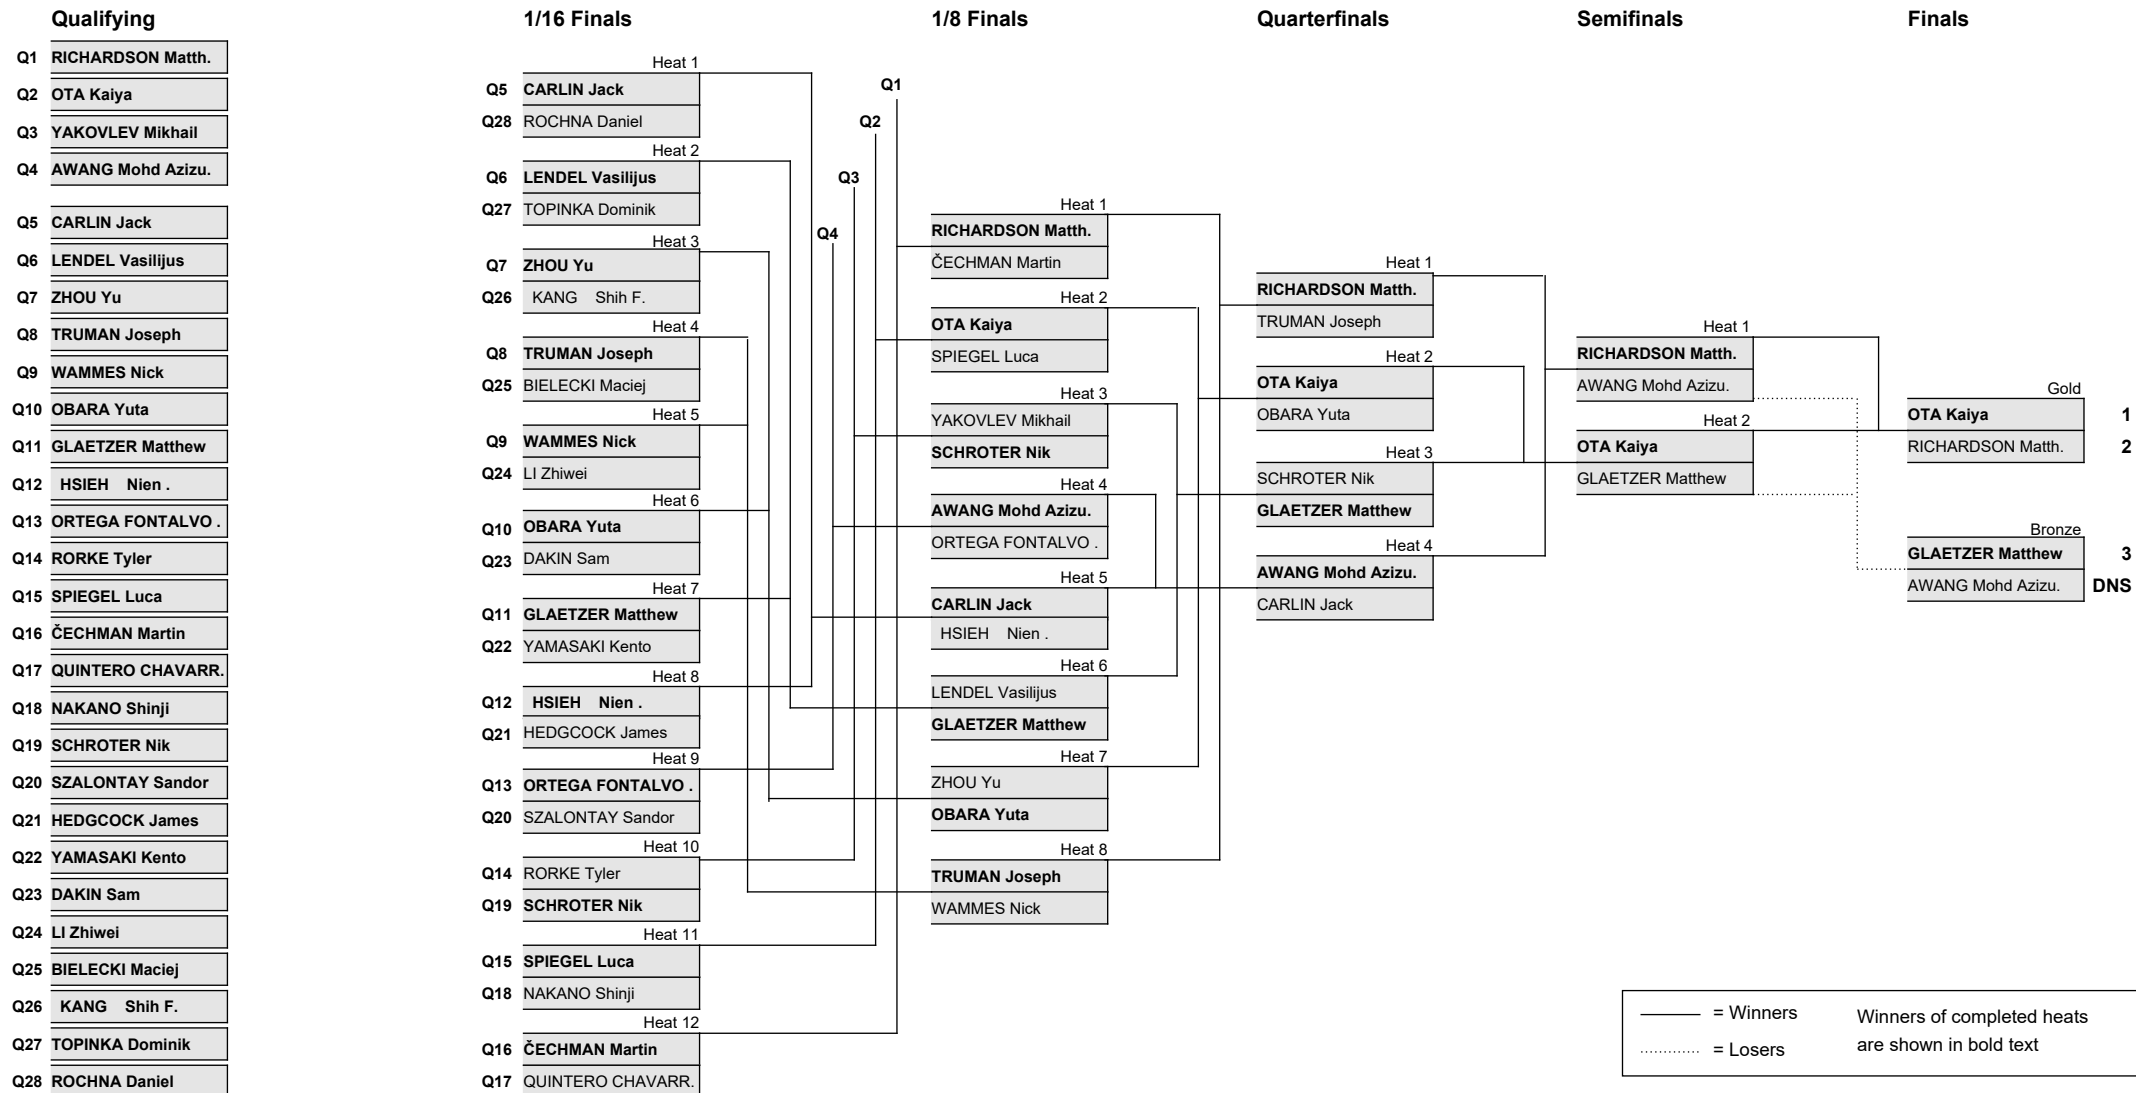 Qualifying
Q1 RICHARDSON Matth.
Q2 OTA Kaiya
Q3 YAKOVLEV Mikhail
Q4 AWANG Mohd Azizu.
Q5 CARLIN Jack
Q6 LENDEL Vasilijus
Q7 ZHOU Yu
Q8 TRUMAN Joseph
Q9 WAMMES Nick
Q10 OBARA Yuta
Q11 GLAETZER Matthew
Q12 HSIEH Nien .
Q13 ORTEGA FONTALVO .
Q14 RORKE Tyler
Q15 SPIEGEL Luca
Q16 ČECHMAN Martin
Q17 QUINTERO CHAVARR.
Q18 NAKANO Shinji
Q19 SCHROTER Nik
Q20 SZALONTAY Sandor
Q21 HEDGCOCK James
Q22 YAMASAKI Kento
Q23 DAKIN Sam
Q24 LI Zhiwei
Q25 BIELECKI Maciej
Q26 KANG Shih F.
Q27 TOPINKA Dominik
Q28 ROCHNA Daniel
1/16 Finals
Heat 1
Q5 CARLIN Jack
Q28 ROCHNA Daniel
Heat 2
Q6 LENDEL Vasilijus
Q27 TOPINKA Dominik
Heat 3
Q7 ZHOU Yu
Q26 KANG Shih F.
Heat 4
Q8 TRUMAN Joseph
Q25 BIELECKI Maciej
Heat 5
Q9 WAMMES Nick
Q24 LI Zhiwei
Heat 6
Q10 OBARA Yuta
Q23 DAKIN Sam
Heat 7
Q11 GLAETZER Matthew
Q22 YAMASAKI Kento
Heat 8
Q12 HSIEH Nien .
Q21 HEDGCOCK James
Heat 9
Q13 ORTEGA FONTALVO .
Q20 SZALONTAY Sandor
Heat 10
Q14 RORKE Tyler
Q19 SCHROTER Nik
Heat 11
Q15 SPIEGEL Luca
Q18 NAKANO Shinji
Heat 12
Q16 ČECHMAN Martin
Q17 QUINTERO CHAVARR.
1/8 Finals
Q1
Q2
Q3
Q4
Heat 1
RICHARDSON Matth.
ČECHMAN Martin
Heat 2
OTA Kaiya
SPIEGEL Luca
Heat 3
YAKOVLEV Mikhail
SCHROTER Nik
Heat 4
AWANG Mohd Azizu.
ORTEGA FONTALVO .
Heat 5
CARLIN Jack
HSIEH Nien .
Heat 6
LENDEL Vasilijus
GLAETZER Matthew
Heat 7
ZHOU Yu
OBARA Yuta
Heat 8
TRUMAN Joseph
WAMMES Nick
Quarterfinals
Heat 1
RICHARDSON Matth.
TRUMAN Joseph
Heat 2
OTA Kaiya
OBARA Yuta
Heat 3
SCHROTER Nik
GLAETZER Matthew
Heat 4
AWANG Mohd Azizu.
CARLIN Jack
Semifinals
Heat 1
RICHARDSON Matth.
AWANG Mohd Azizu.
Heat 2
OTA Kaiya
GLAETZER Matthew
Finals
Gold
OTA Kaiya 1
RICHARDSON Matth. 2
Bronze
GLAETZER Matthew 3
AWANG Mohd Azizu. DNS
= Winners
= Losers
Winners of completed heats
are shown in bold text